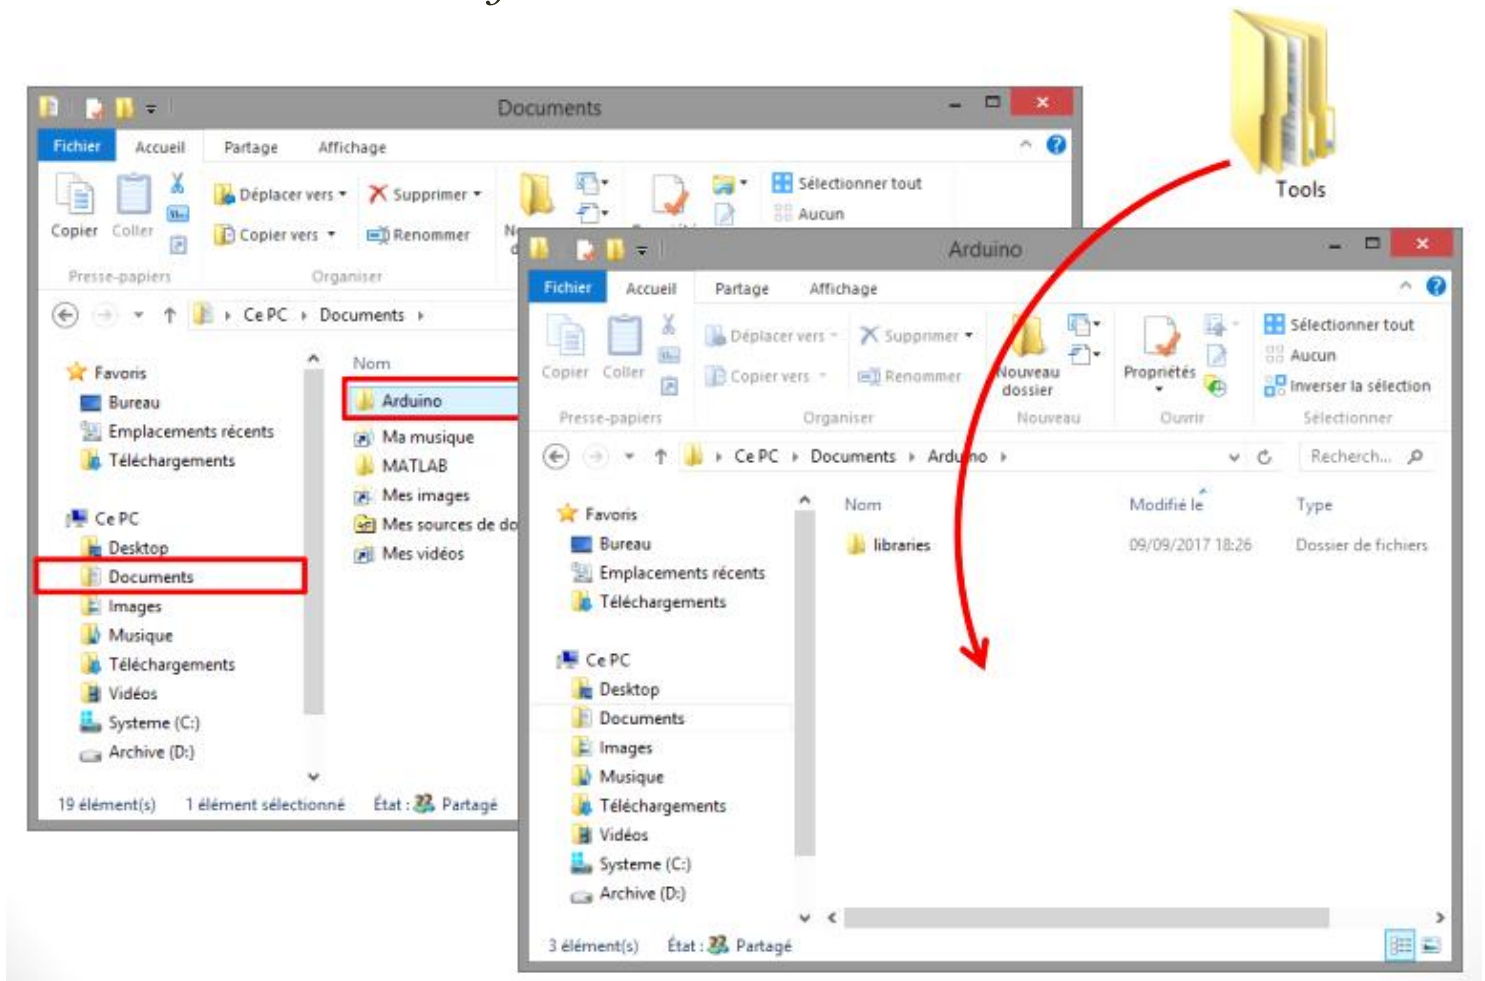 Tools
Documents
Fichier Accueil Partage Affichage
Copier Coller
Déplacer vers
Copier vers
Supprimer
Renommer
Sélectionner tout
Aucun
Presse-papiers Organiser
Ce PC Documents
Nom
Favoris
Bureau
Emplacements récents
Téléchargements
Ce PC
Desktop
Documents
Images
Musique
Téléchargements
Vidéos
Systeme (C:)
Archive (D:)
Arduino
Ma musique
MATLAB
Mes images
Mes sources de do
Mes vidéos
19 élément(s) 1 élément sélectionné État : Partagé
Arduino
Fichier Accueil Partage Affichage
Copier Coller
Déplacer vers
Copier vers
Supprimer
Renommer
Nouveau
dossier
Propriétés
Sélectionner tout
Aucun
Inverser la sélection
Presse-papiers Organiser Nouveau Ouvrir Sélectionner
Ce PC Documents Arduino Recherch...
Nom Modifié le Type
libraries 09/09/2017 18:26 Dossier de fichiers
Favoris
Bureau
Emplacements récents
Téléchargements
Ce PC
Desktop
Documents
Images
Musique
Téléchargements
Vidéos
Systeme (C:)
Archive (D:)
3 élément(s) État : Partagé